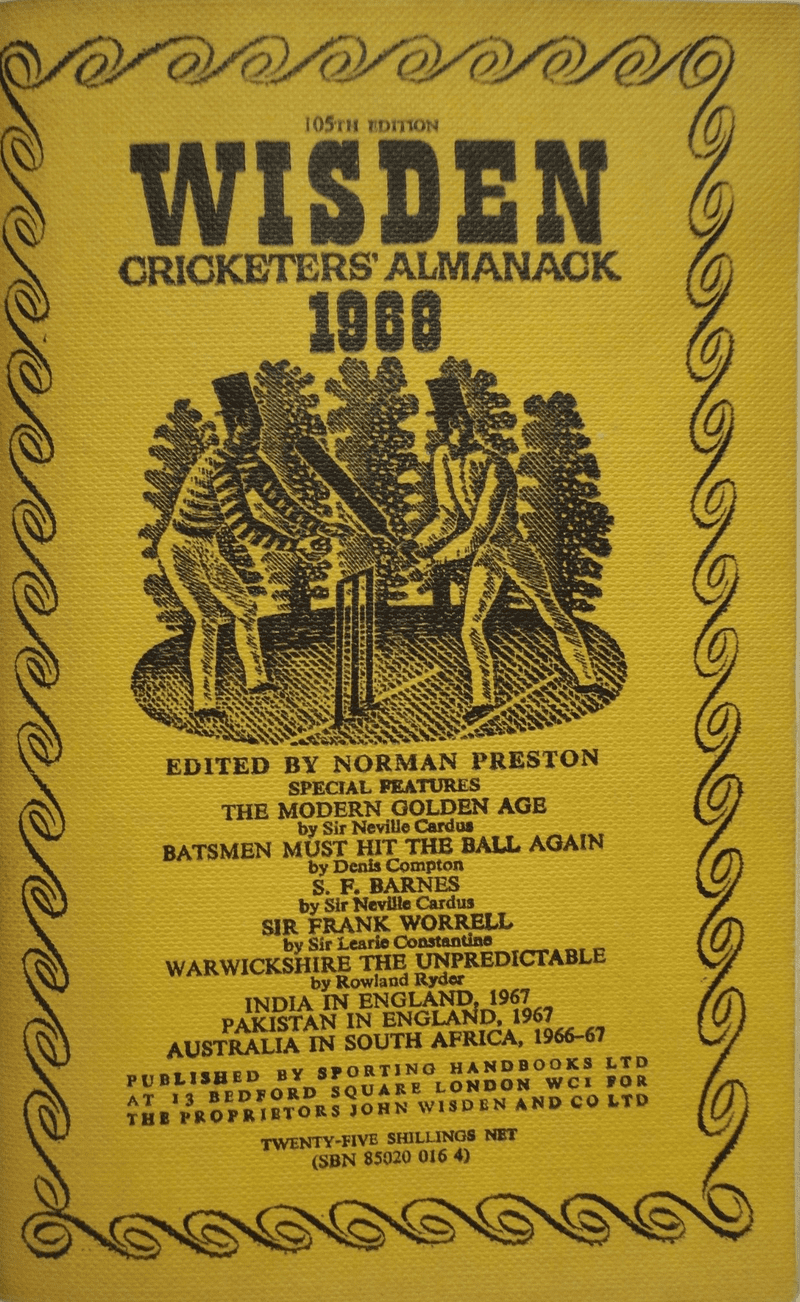 105TH EDITION
WISDEN
CRICKETERS' ALMANACK
1968
EDITED BY NORMAN PRESTON
SPECIAL FEATURES
THE MODERN GOLDEN AGE
by Sir Neville Cardus
BATSMEN MUST HIT THE BALL AGAIN
by Denis Compton
S. F. BARNES
by Sir Neville Cardus
SIR FRANK WORRELL
by Sir Learie Constantine
WARWICKSHIRE THE UNPREDICTABLE
by Rowland Ryder
INDIA IN ENGLAND, 1967
PAKISTAN IN ENGLAND, 1967
AUSTRALIA IN SOUTH AFRICA, 1966-67
PUBLISHED BY SPORTING HANDBOOKS LTD
AT 13 BEDFORD SQUARE LONDON WC1 FOR
THE PROPRIETORS JOHN WISDEN AND CO LTD
TWENTY-FIVE SHILLINGS NET
(SBN 85020 016 4)